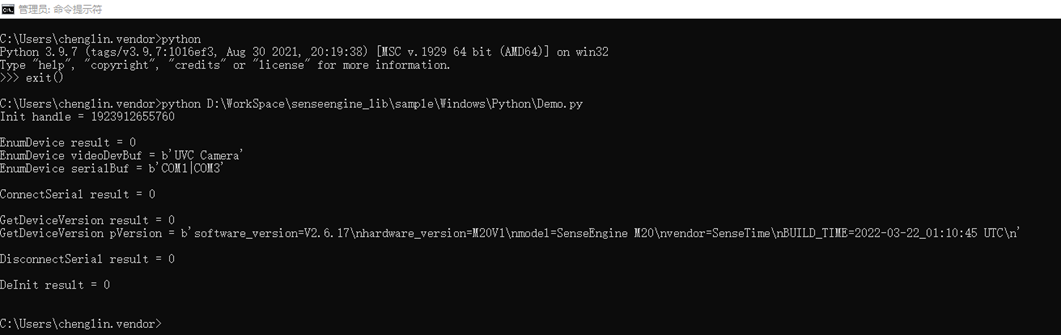 管理员: 命令提示符
C:\Users\chenglin.vendor>python
Python 3.9.7 (tags/v3.9.7:1016ef3, Aug 30 2021, 20:19:38) [MSC v.1929 64 bit (AMD64)] on win32
Type "help", "copyright", "credits" or "license" for more information.
>>> exit()
C:\Users\chenglin.vendor>python D:\WorkSpace\senseengine_lib\sample\Windows\Python\Demo.py
Init handle = 1923912655760
EnumDevice result = 0
EnumDevice videoDevBuf = b'UVC Camera'
EnumDevice serialBuf = b'COM1|COM3'
ConnectSerial result = 0
GetDeviceVersion result = 0
GetDeviceVersion pVersion = b'software_version=V2.6.17\nhardware_version=M20V1\nmodel=SenseEngine M20\nvendor=SenseTime\nBUILD_TIME=2022-03-22_01:10:45 UTC\n'
DisconnectSerial result = 0
DeInit result = 0
C:\Users\chenglin.vendor>